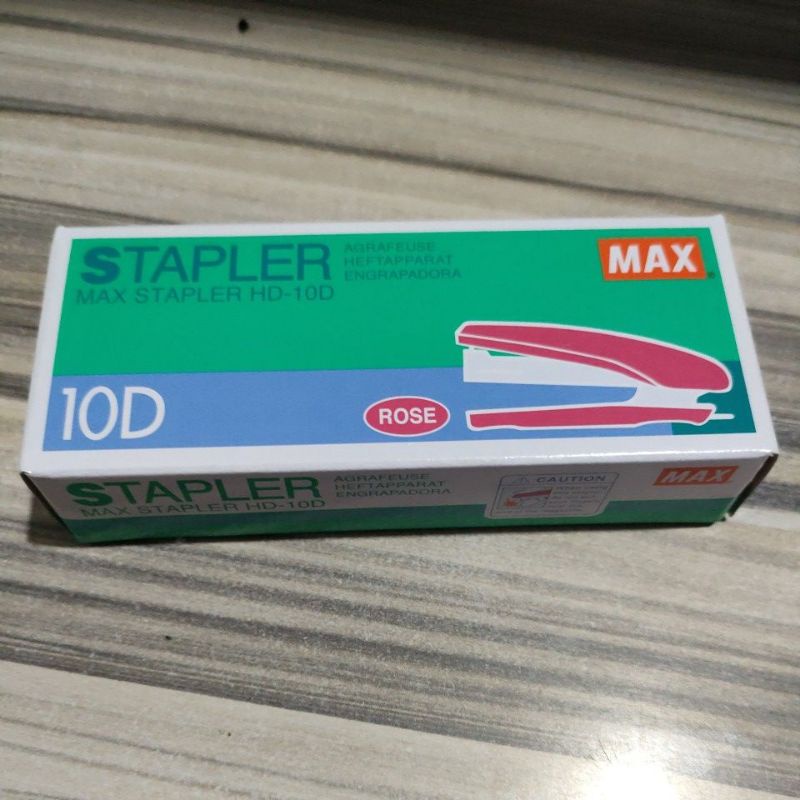 STAPLER
MAX STAPLER HD-10D
AGRAFEUSE
HEFTAPPARAT
ENGRAPADORA
MAX
10D
ROSE
STAPLER
MAX STAPLER HD-10D
AGRAFEUSE
HEFTAPPARAT
ENGRAPADORA
CAUTION
MAX